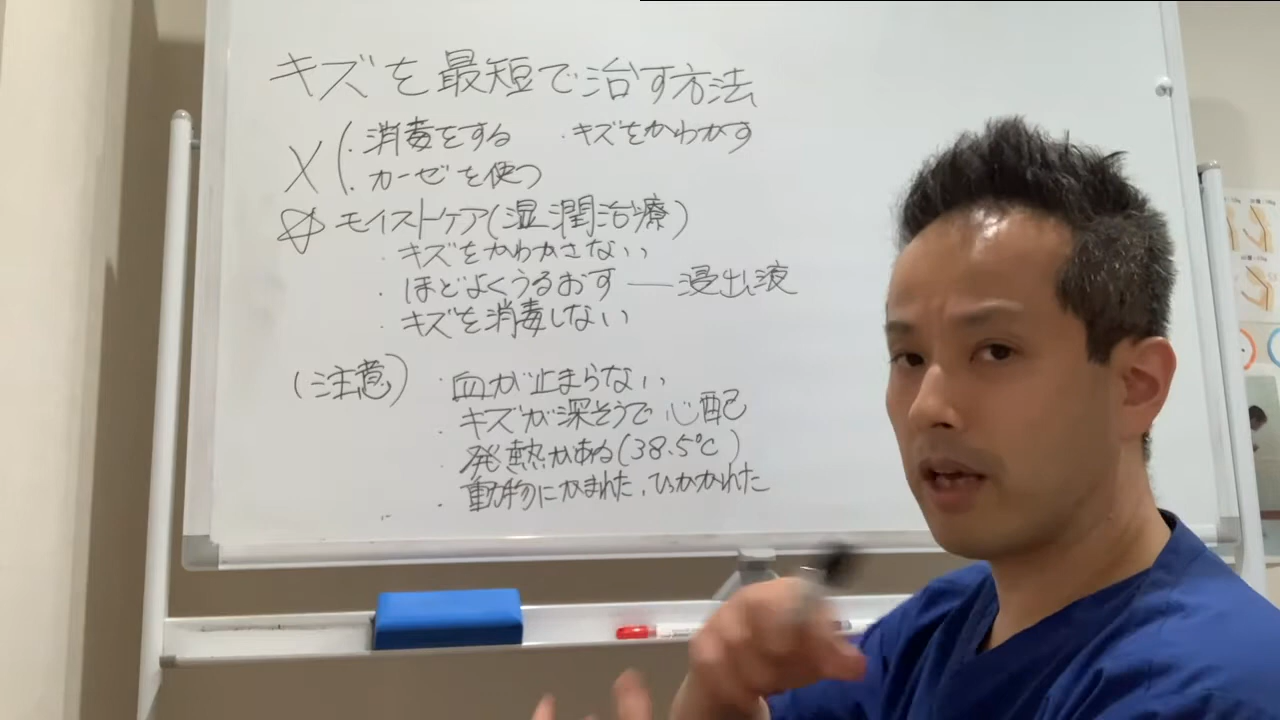 キズを最短で治す方法
×(・消毒をする ・キズをかわかす
・ガーゼを使う
☆ モイストケア(湿潤治療)
・キズをかわかさない
・ほどよくうるおす ― 浸出液
・キズを消毒しない
(注意) ・血が止まらない
・キズが深そうで心配
・発熱がある(38.5℃)
・動物にかまれた、ひっかかれた